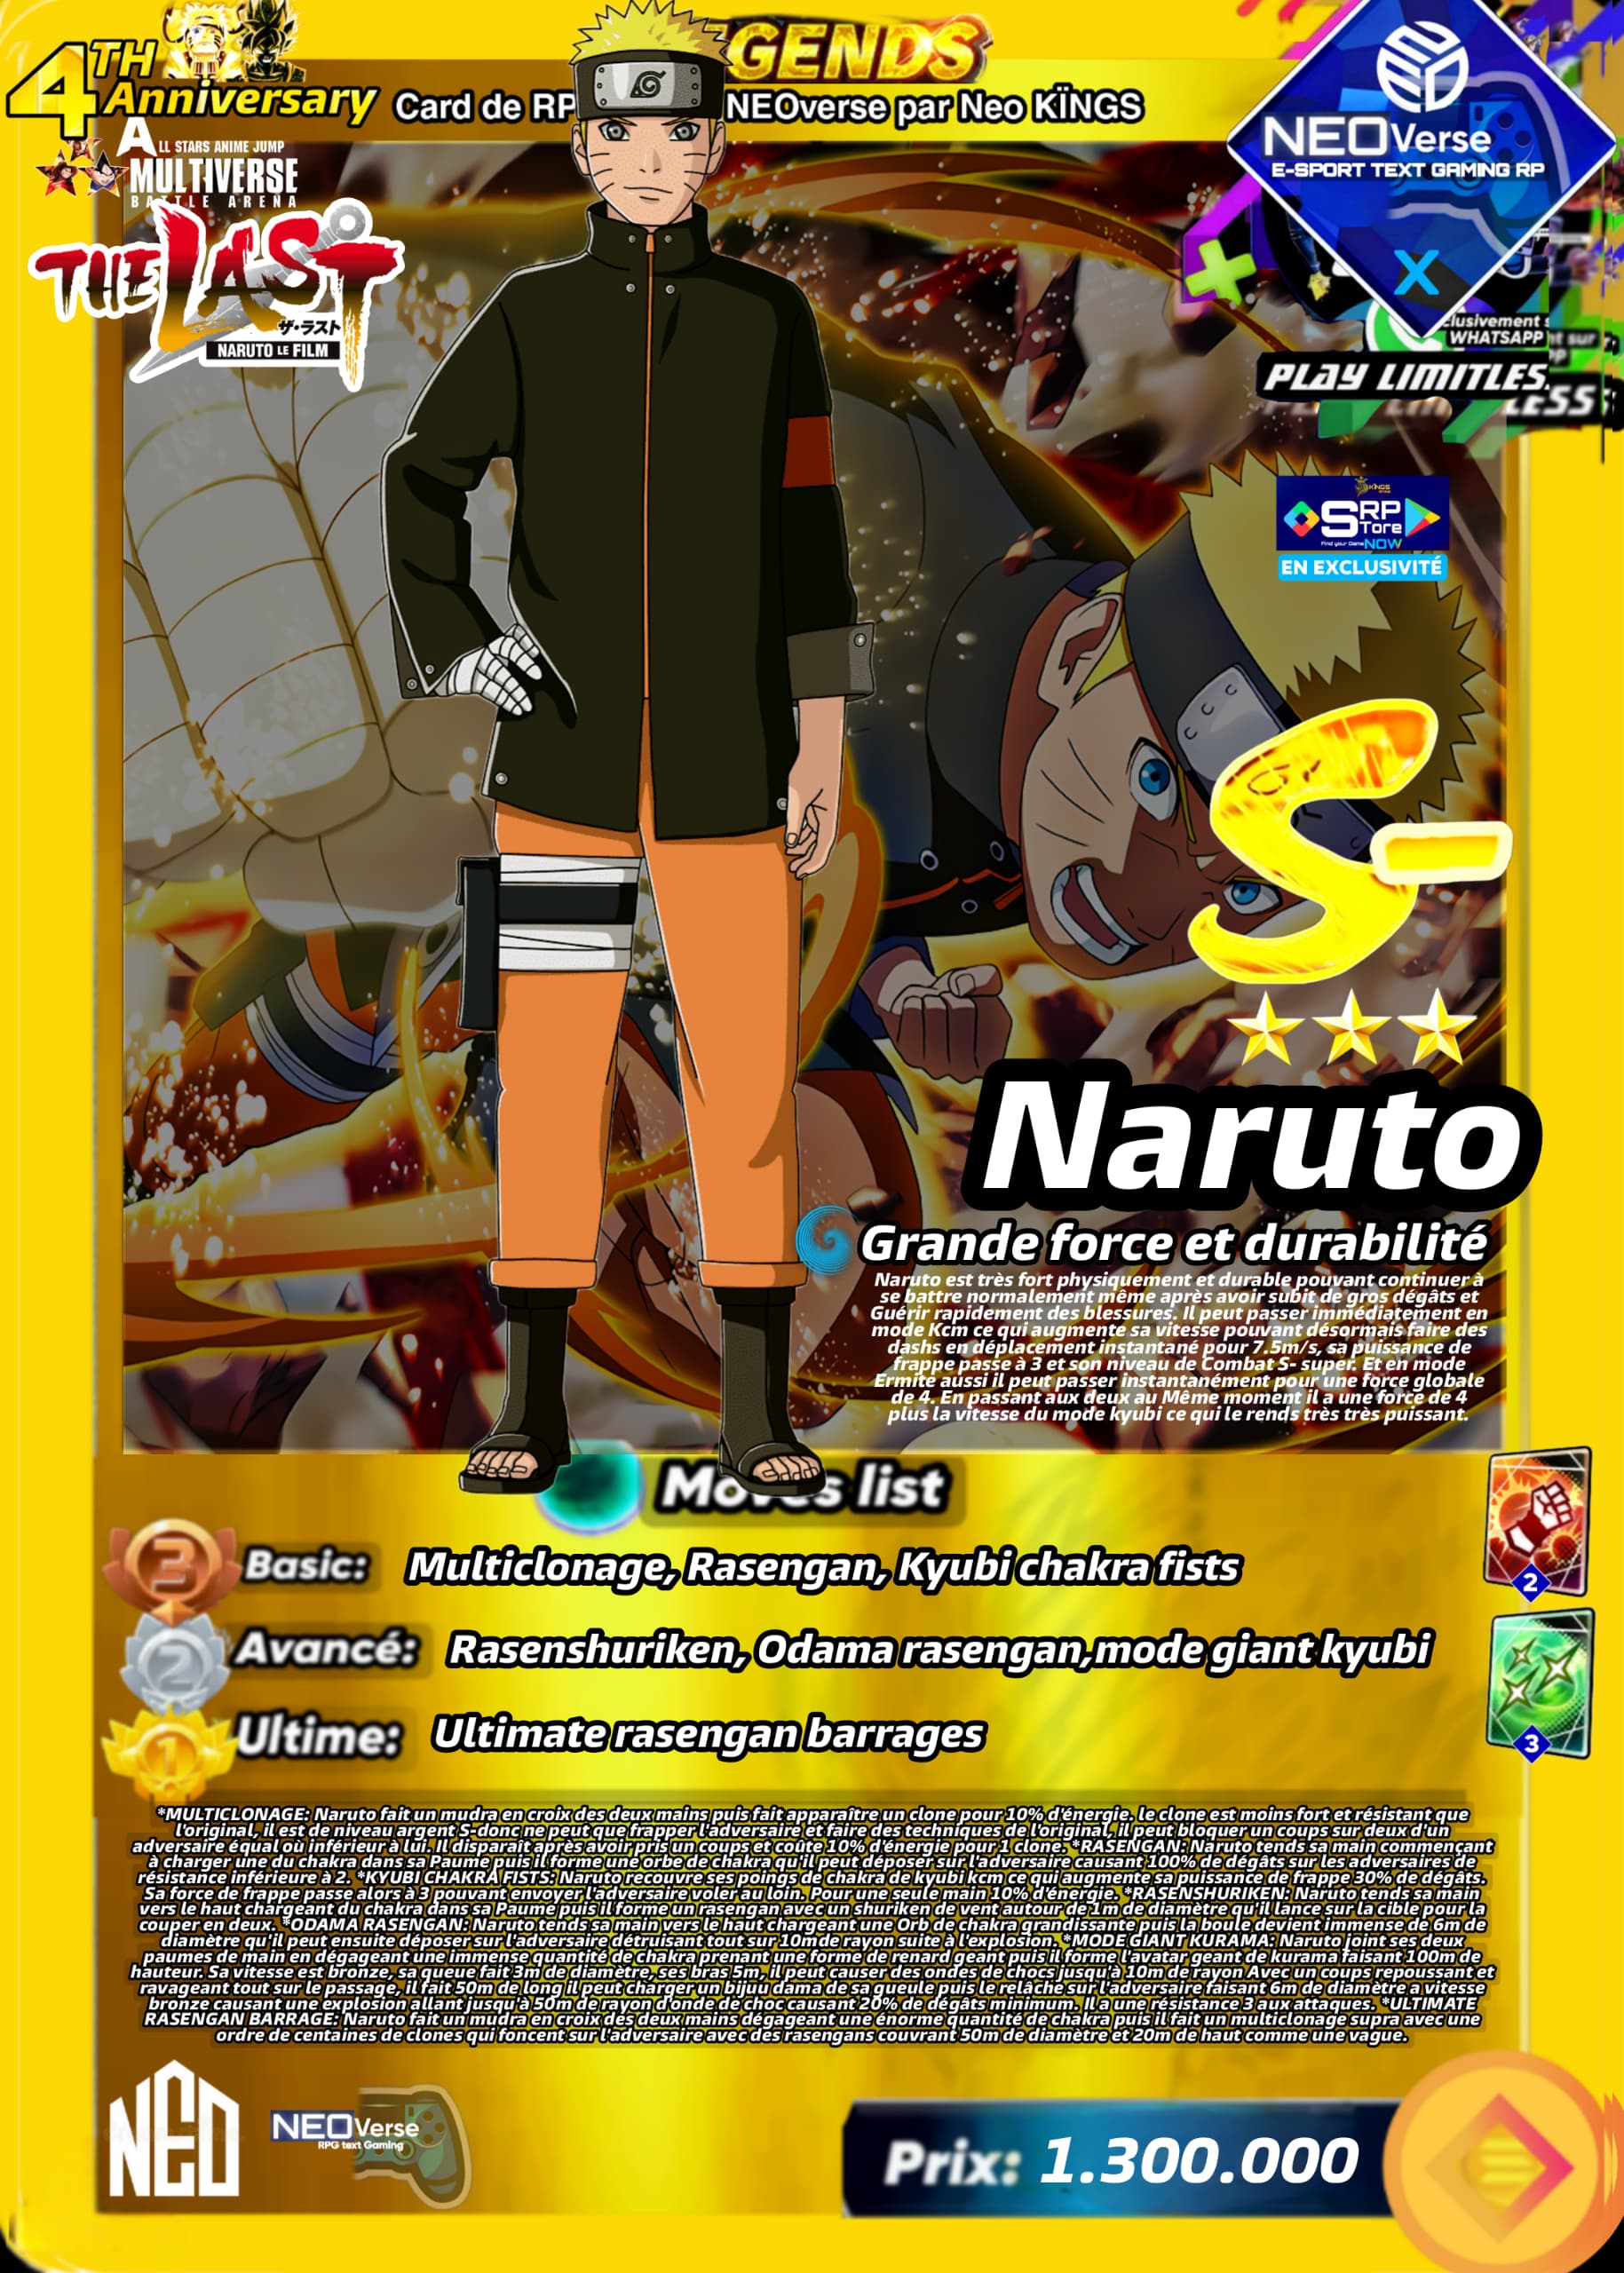 4TH
Anniversary
GENDS
Card de RP NEOverse par Neo KÏNGS
ALL STARS ANIME JUMP
MULTIVERSE
BATTLE ARENA
THE LAST
ザ・ラスト
NARUTO LE FILM
NEOVerse
E-SPORT TEXT GAMING RP
X
clusivement s
WHATSAPP
PLAY LIMITLES
KINGS
SRP
Tore
Find your Game NOW
EN EXCLUSIVITÉ
S-
Naruto
Grande force et durabilité
Naruto est très fort physiquement et durable pouvant continuer à
se battre normalement même après avoir subit de gros dégâts et
Guérir rapidement des blessures. Il peut passer immédiatement en
mode Kcm ce qui augmente sa vitesse pouvant désormais faire des
dashs en déplacement instantané pour 7.5m/s, sa puissance de
frappe passe à 3 et son niveau de Combat S- super. Et en mode
Ermite aussi il peut passer instantanément pour une force globale
de 4. En passant aux deux au Même moment il a une force de 4
plus la vitesse du mode kyubi ce qui le rends très très puissant.
Moves list
3 Basic: Multiclonage, Rasengan, Kyubi chakra fists
2
2 Avancé: Rasenshuriken, Odama rasengan,mode giant kyubi
3
1 Ultime: Ultimate rasengan barrages
*MULTICLONAGE: Naruto fait un mudra en croix des deux mains puis fait apparaître un clone pour 10% d'énergie. le clone est moins fort et résistant que
l'original, il est de niveau argent S-donc ne peut que frapper l'adversaire et faire des techniques de l'original, il peut bloquer un coups sur deux d'un
adversaire équal où inférieur à lui. Il disparaît après avoir pris un coups et coûte 10% d'énergie pour 1 clone. *RASENGAN: Naruto tends sa main commençant
à charger une du chakra dans sa Paume puis il forme une orbe de chakra qu'il peut déposer sur l'adversaire causant 100% de dégâts sur les adversaires de
résistance inférieure à 2. *KYUBI CHAKRA FISTS: Naruto recouvre ses poings de chakra de kyubi kcm ce qui augmente sa puissance de frappe 30% de dégâts.
Sa force de frappe passe alors à 3 pouvant envoyer l'adversaire voler au loin. Pour une seule main 10% d'énergie. *RASENSHURIKEN: Naruto tends sa main
vers le haut chargeant du chakra dans sa Paume puis il forme un rasengan avec un shuriken de vent autour de 1m de diamètre qu'il lance sur la cible pour la
couper en deux. *ODAMA RASENGAN: Naruto tends sa main vers le haut chargeant une Orb de chakra grandissante puis la boule devient immense de 6m de
diamètre qu'il peut ensuite déposer sur l'adversaire détruisant tout sur 10mde rayon suite à l'explosion. *MODE GIANT KURAMA: Naruto joint ses deux
paumes de main en dégageant une immense quantité de chakra prenant une forme de renard geant puis il forme l'avatar geant de kurama faisant 100m de
hauteur. Sa vitesse est bronze, sa queue fait 3m de diamètre, ses bras 5m, il peut causer des ondes de chocs jusqu'à 10m de rayon Avec un coups repoussant et
ravageant tout sur le passage, il fait 50m de long il peut charger un bijuu dama de sa gueule puis le relâche sur l'adversaire faisant 6m de diamètre a vitesse
bronze causant une explosion allant jusqu'à 50m de rayon d'onde de choc causant 20% de dégâts minimum. Il a une résistance 3 aux attaques. *ULTIMATE
RASENGAN BARRAGE: Naruto fait un mudra en croix des deux mains dégageant une énorme quantité de chakra puis il fait un multiclonage supra avec une
ordre de centaines de clones qui foncent sur l'adversaire avec des rasengans couvrant 50m de diamètre et 20m de haut comme une vague.
NEO
NEOVerse
RPG text Gaming
Prix: 1.300.000